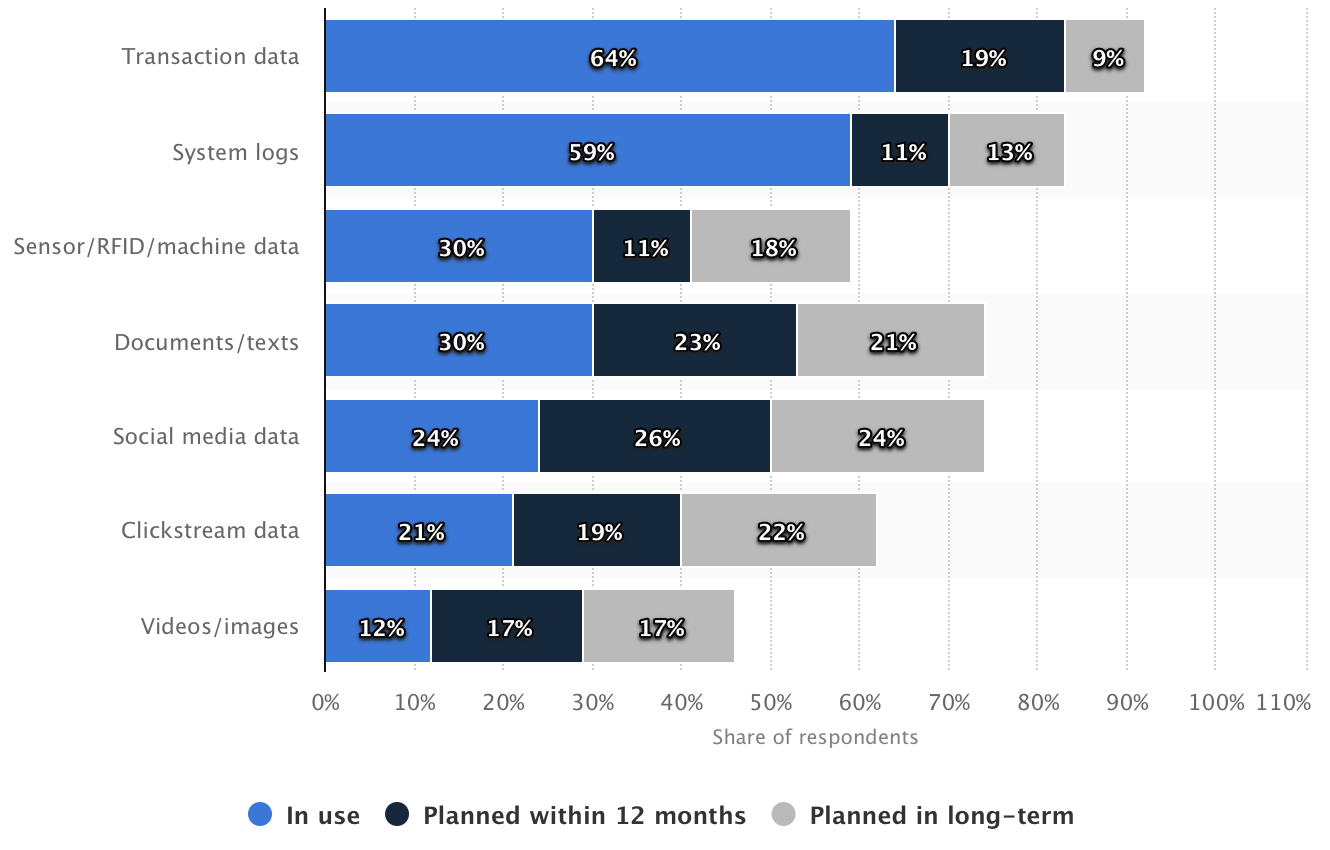 Transaction data 64% 19% 9%
System logs 59% 11% 13%
Sensor/RFID/machine data 30% 11% 18%
Documents/texts 30% 23% 21%
Social media data 24% 26% 24%
Clickstream data 21% 19% 22%
Videos/images 12% 17% 17%
0% 10% 20% 30% 40% 50% 60% 70% 80% 90% 100% 110%
Share of respondents
In use Planned within 12 months Planned in long-term